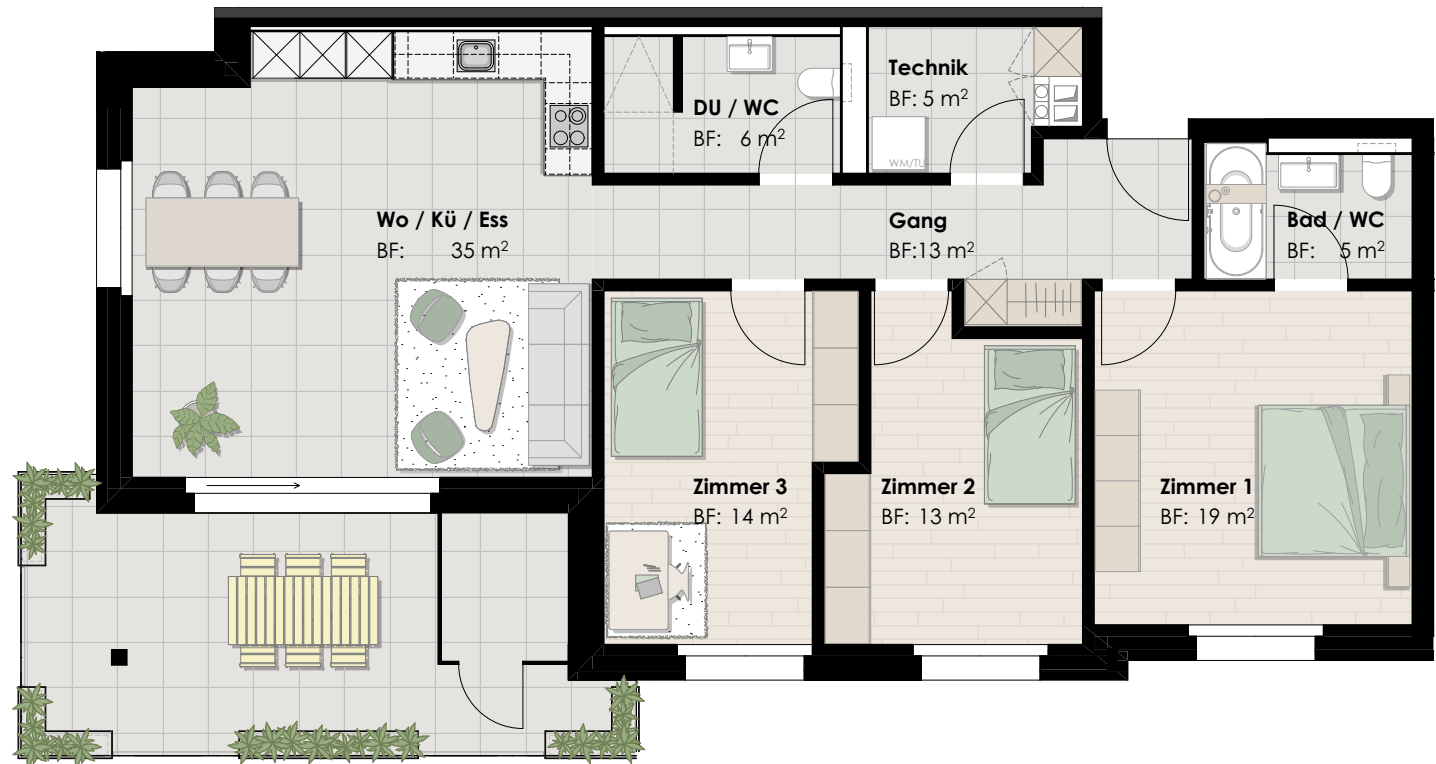 Technik
BF: 5 m²
DU / WC
BF: 6 m²
WM/TU
Wo / Kü / Ess
BF: 35 m²
Gang
BF:13 m²
Bad / WC
BF: 5 m²
Zimmer 3
BF: 14 m²
Zimmer 2
BF: 13 m²
Zimmer 1
BF: 19 m²